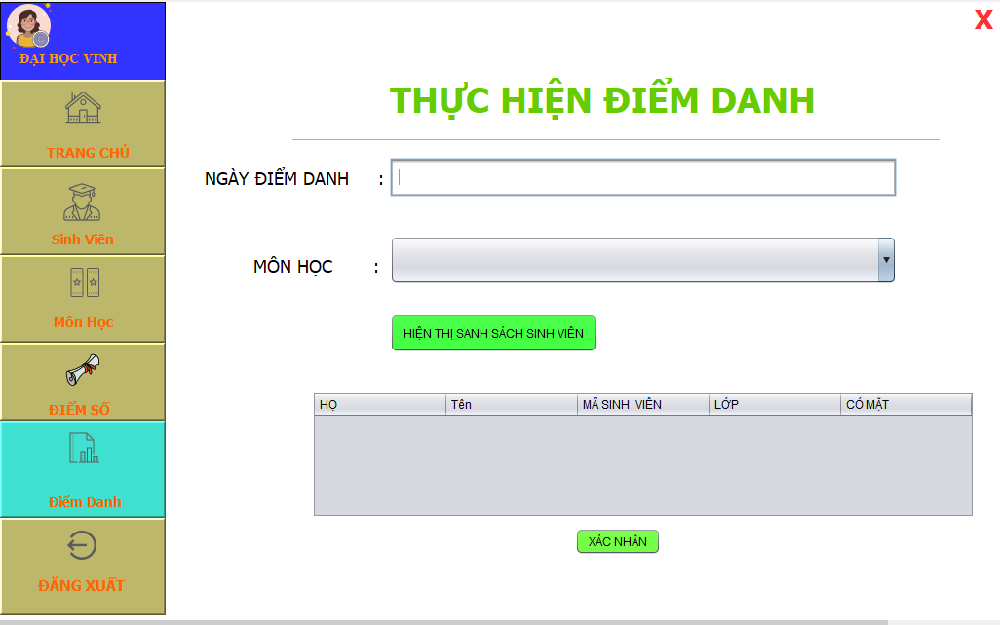 ĐẠI HỌC VINH
TRANG CHỦ
Sinh Viên
Môn Học
ĐIỂM SỐ
Điểm Danh
ĐĂNG XUẤT
X
THỰC HIỆN ĐIỂM DANH
NGÀY ĐIỂM DANH :
MÔN HỌC :
HIỆN THỊ SANH SÁCH SINH VIÊN
HỌ Tên MÃ SINH VIÊN LỚP CÓ MẶT
XÁC NHẬN